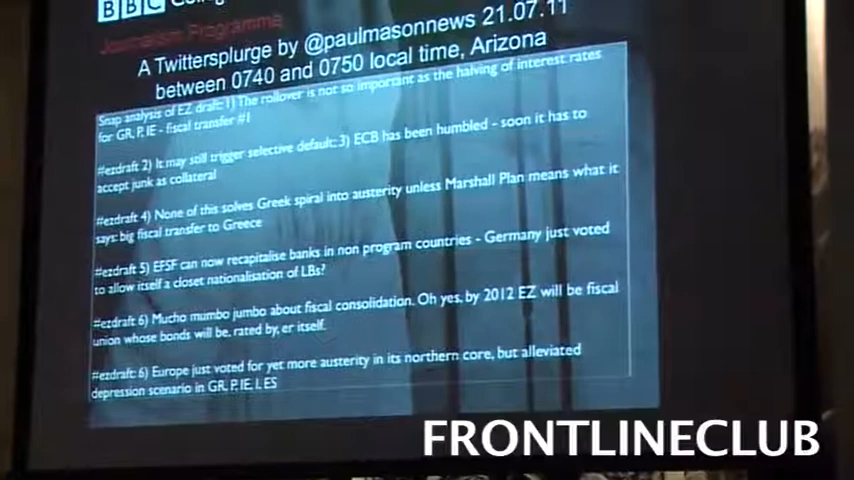 BBC
Journalism Programme
A Twittersplurge by @paulmasonnews 21.07.11
between 0740 and 0750 local time, Arizona
Snap analysis of EZ draft: 1) The rollover is not so important as the halving of interest rates
for GR, P, IE - fiscal transfer #1
#ezdraft 2) It may still trigger selective default: 3) ECB has been humbled - soon it has to
accept junk as collateral
#ezdraft 4) None of this solves Greek spiral into austerity unless Marshall Plan means what it
says: big fiscal transfer to Greece
#ezdraft 5) EFSF can now recapitalise banks in non program countries - Germany just voted
to allow itself a closet nationalisation of LBs?
#ezdraft 6) Mucho mumbo jumbo about fiscal consolidation. Oh yes, by 2012 EZ will be fiscal
union whose bonds will be, rated by, er itself.
#ezdraft: 6) Europe just voted for yet more austerity in its northern core, but alleviated
depression scenario in GR, P, IE, I, ES
FRONTLINECLUB